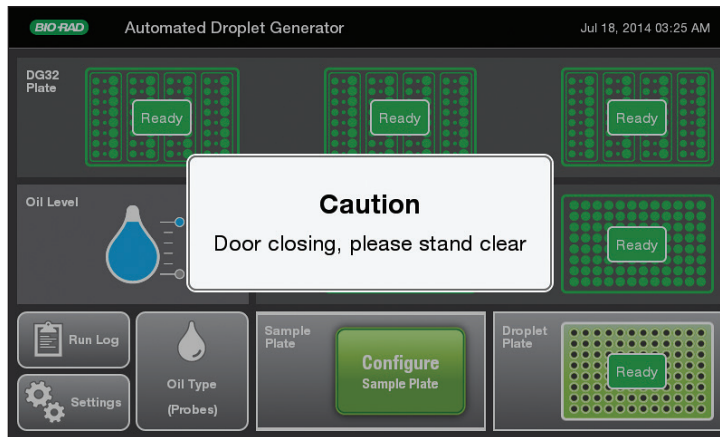 BIO-RAD
Automated Droplet Generator
Jul 18, 2014 03:25 AM
DG32
Plate
Ready
Ready
Ready
Caution
Door closing, please stand clear
Oil Level
Ready
Run Log
Settings
Oil Type
(Probes)
Sample
Plate
Configure
Sample Plate
Droplet
Plate
Ready